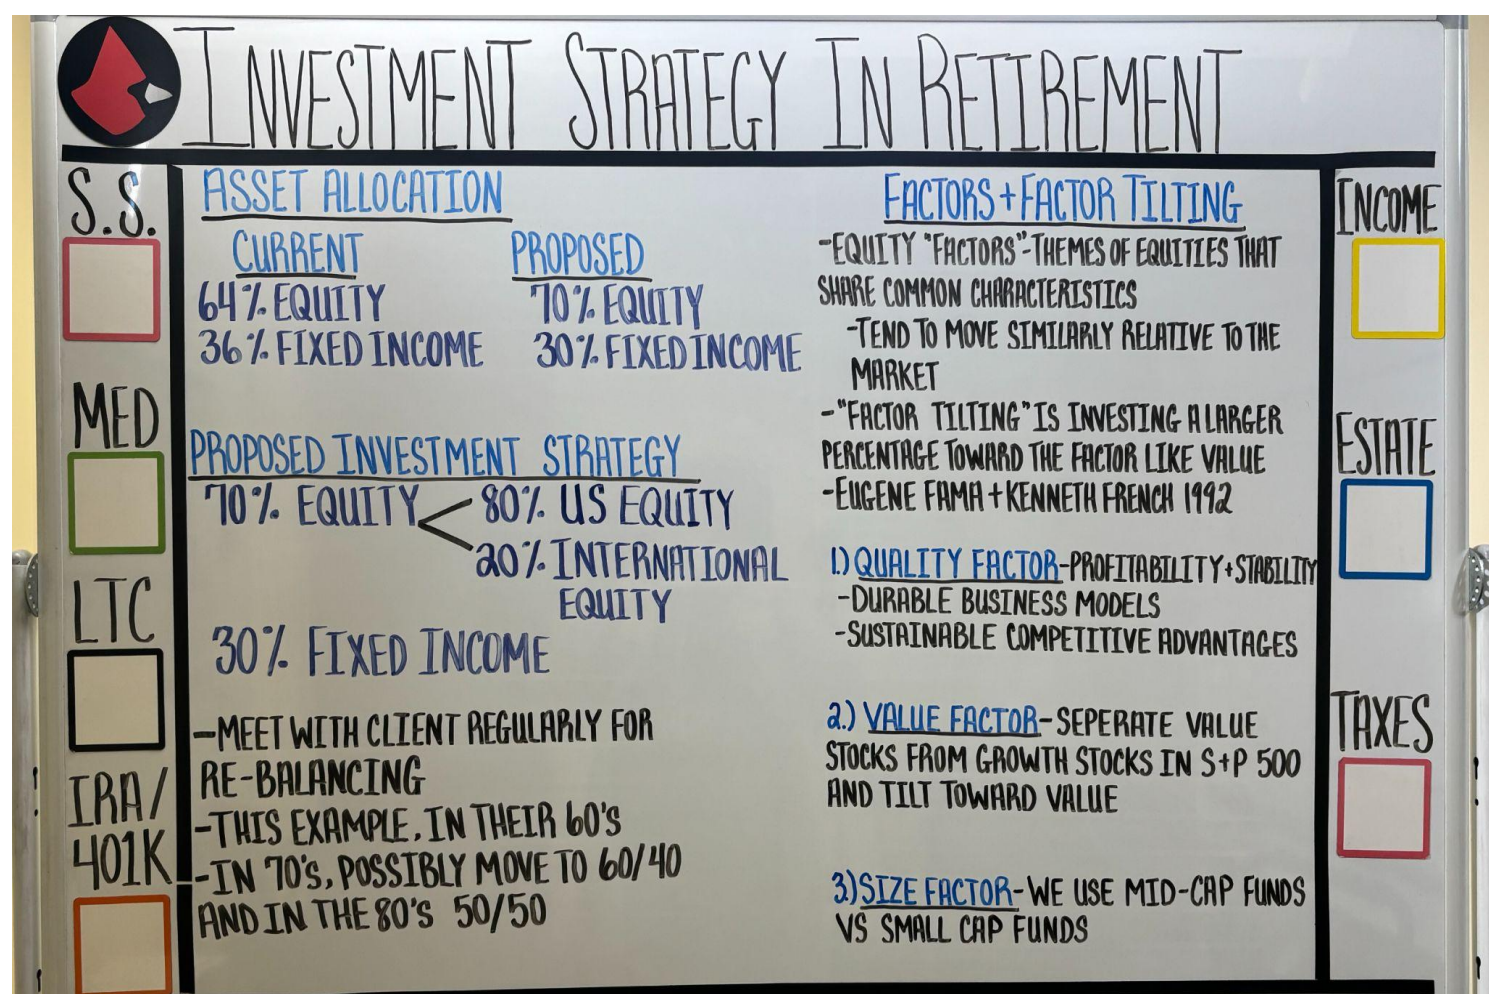 INVESTMENT STRATEGY IN RETIREMENT
S.S.
MED
LTC
IRA/
401K
ASSET ALLOCATION
CURRENT
64% EQUITY
36% FIXED INCOME
PROPOSED
70% EQUITY
30% FIXED INCOME
PROPOSED INVESTMENT STRATEGY
70% EQUITY
80% US EQUITY
20% INTERNATIONAL
EQUITY
30% FIXED INCOME
-MEET WITH CLIENT REGULARLY FOR
RE-BALANCING
-THIS EXAMPLE, IN THEIR 60'S
-IN 70'S, POSSIBLY MOVE TO 60/40
AND IN THE 80'S 50/50
FACTORS+FACTOR TILTING
-EQUITY "FACTORS"-THEMES OF EQUITIES THAT
SHARE COMMON CHARACTERISTICS
-TEND TO MOVE SIMILARLY RELATIVE TO THE
MARKET
-"FACTOR TILTING" IS INVESTING A LARGER
PERCENTAGE TOWARD THE FACTOR LIKE VALUE
-EUGENE FAMA+KENNETH FRENCH 1992
1.) QUALITY FACTOR-PROFITABILITY+STABILITY
-DURABLE BUSINESS MODELS
-SUSTAINABLE COMPETITIVE ADVANTAGES
2.) VALUE FACTOR-SEPERATE VALUE
STOCKS FROM GROWTH STOCKS IN S+P 500
AND TILT TOWARD VALUE
3.) SIZE FACTOR-WE USE MID-CAP FUNDS
VS SMALL CAP FUNDS
INCOME
ESTATE
TAXES